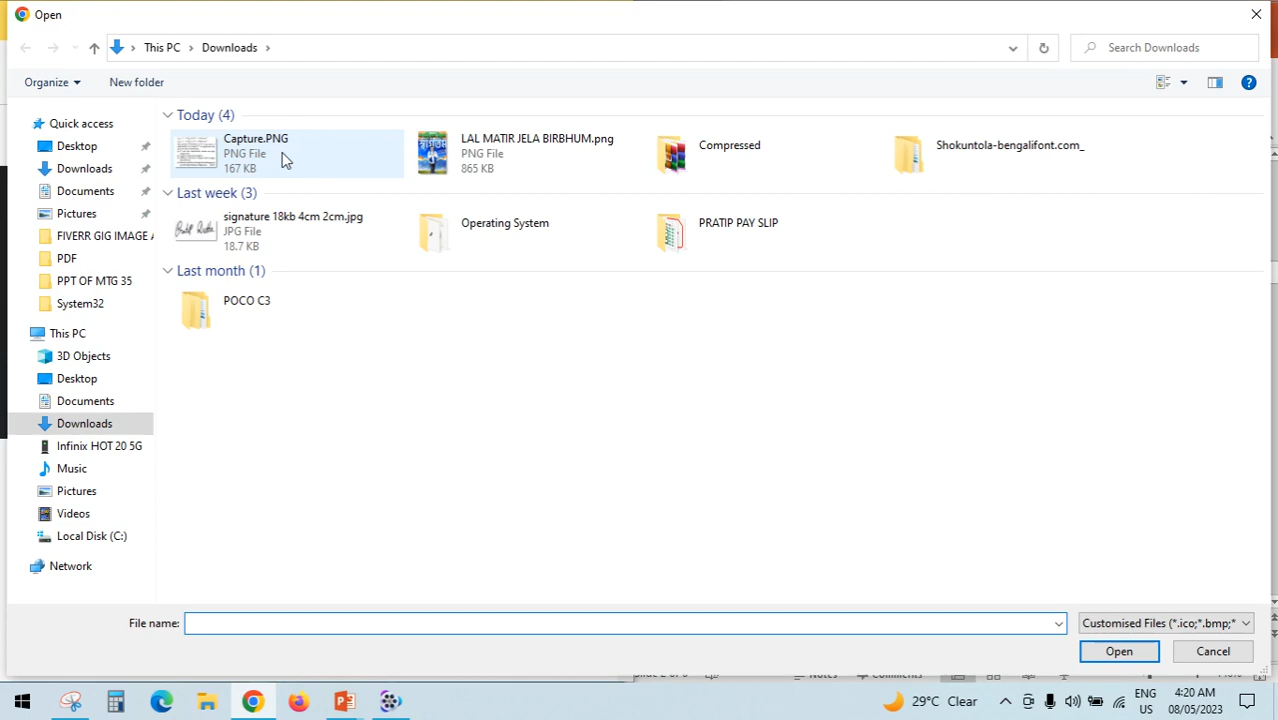 Open
This PC
Downloads
Search Downloads
Organize
New folder
Quick access
Desktop
Downloads
Documents
Pictures
FIVERR GIG IMAGE A
PDF
PPT OF MTG 35
System32
This PC
3D Objects
Desktop
Documents
Downloads
Infinix HOT 20 5G
Music
Pictures
Videos
Local Disk (C:)
Network
Today (4)
Capture.PNG
PNG File
167 KB
LAL MATIR JELA BIRBHUM.png
PNG File
865 KB
Compressed
Shokuntola-bengalifont.com_
Last week (3)
signature 18kb 4cm 2cm.jpg
JPG File
18.7 KB
Operating System
PRATIP PAY SLIP
Last month (1)
POCO C3
File name:
Customised Files (*.ico;*.bmp;*
Open
Cancel
29°C Clear
ENG
US
4:20 AM
08/05/2023